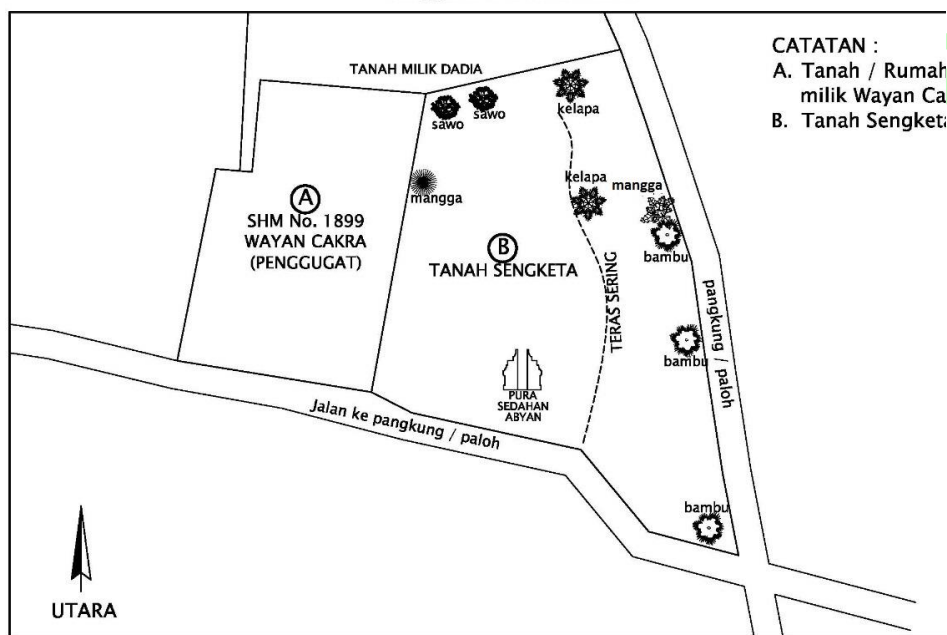 CATATAN :
A. Tanah / Rumah
milik Wayan
B. Tanah
TANAH MILIK DADIA
sawo
sawo
kelapa
mangga
kelapa
mangga
bambu
A
SHM No. 1899
WAYAN CAKRA
(PENGGUGAT)
B
TANAH SENGKETA
TERAS SERING
pangkung / paloh
bambu
PURA
SEDAHAN
ABYAN
Jalan ke pangkung / paloh
bambu
UTARA